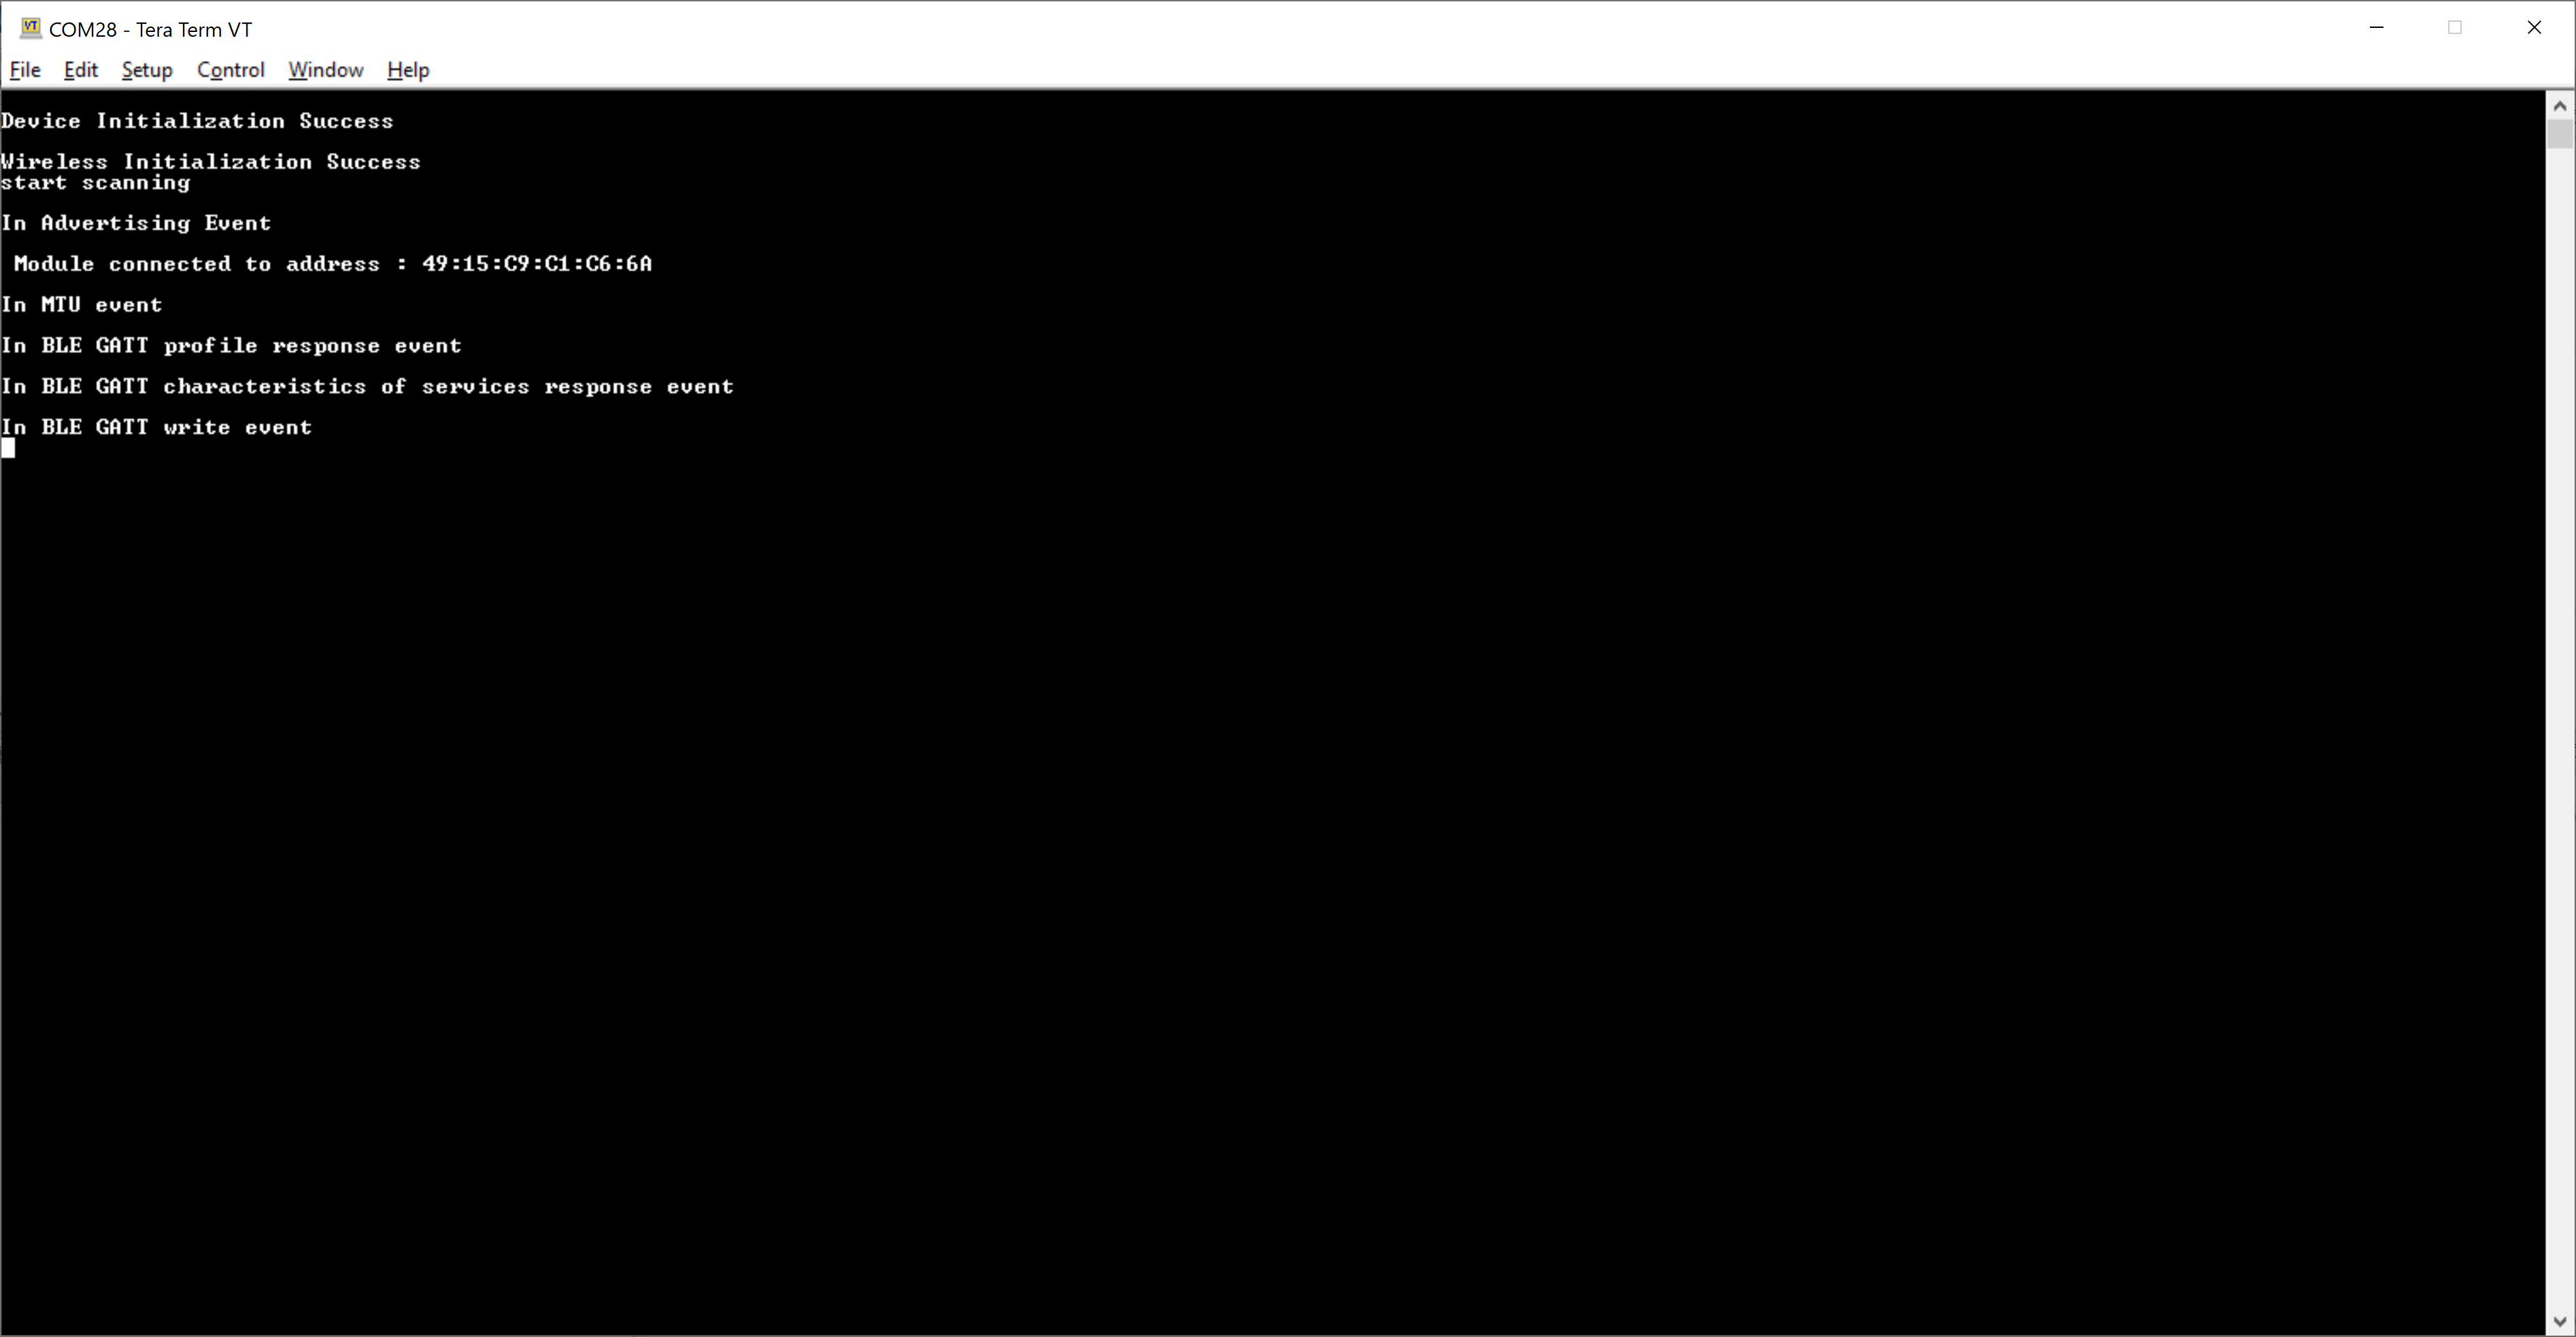 COM28 - Tera Term VT
File Edit Setup Control Window Help
Device Initialization Success
Wireless Initialization Success
start scanning
In Advertising Event
Module connected to address : 49:15:C9:C1:C6:6A
In MTU event
In BLE GATT profile response event
In BLE GATT characteristics of services response event
In BLE GATT write event